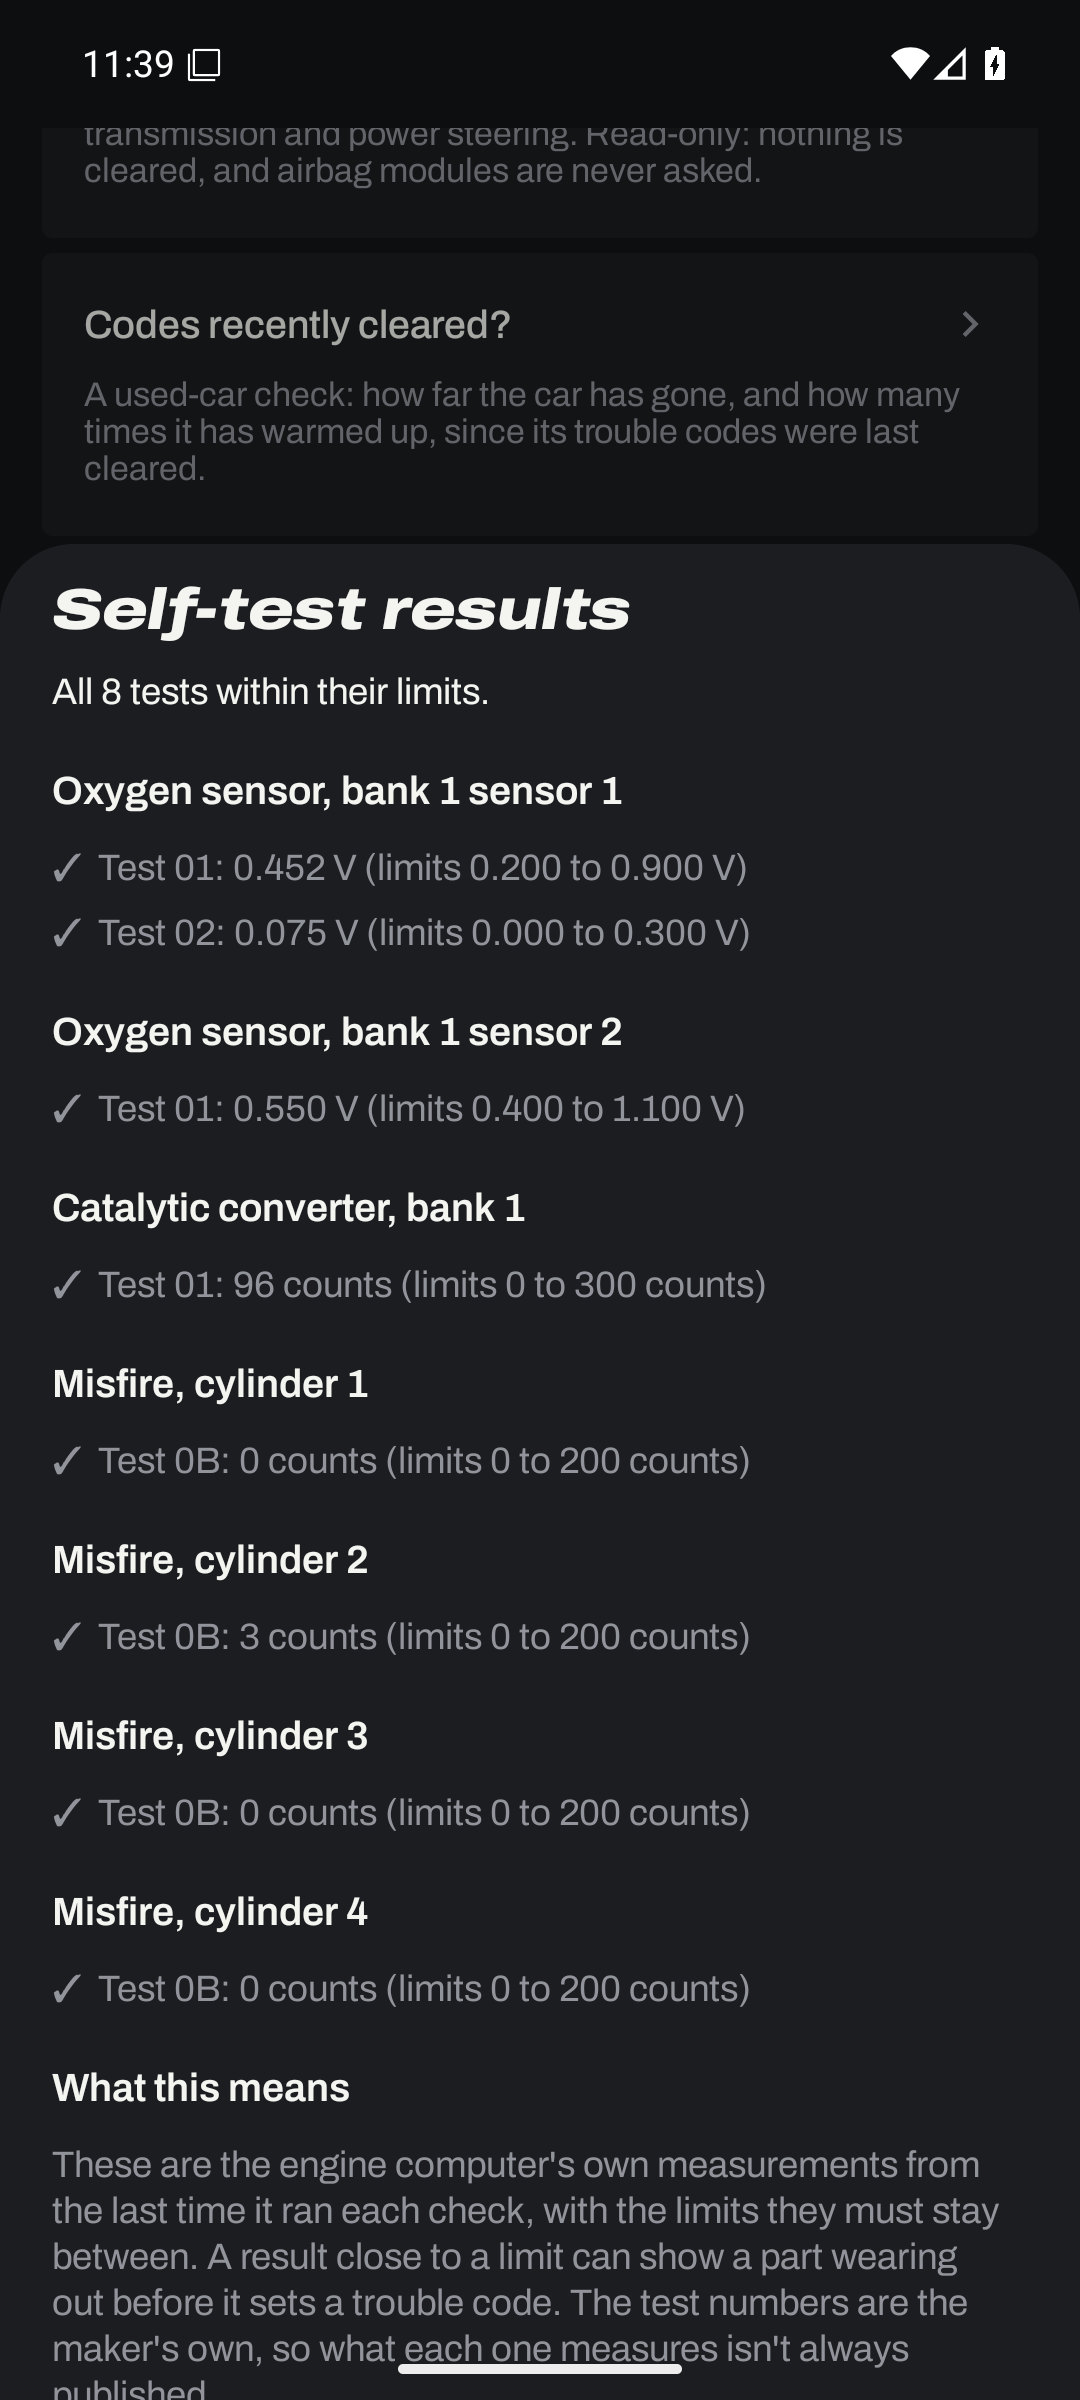 11:39
transmission and power steering. Read-only: nothing is
cleared, and airbag modules are never asked.
Codes recently cleared?
A used-car check: how far the car has gone, and how many
times it has warmed up, since its trouble codes were last
cleared.
Self-test results
All 8 tests within their limits.
Oxygen sensor, bank 1 sensor 1
✓ Test 01: 0.452 V (limits 0.200 to 0.900 V)
✓ Test 02: 0.075 V (limits 0.000 to 0.300 V)
Oxygen sensor, bank 1 sensor 2
✓ Test 01: 0.550 V (limits 0.400 to 1.100 V)
Catalytic converter, bank 1
✓ Test 01: 96 counts (limits 0 to 300 counts)
Misfire, cylinder 1
✓ Test 0B: 0 counts (limits 0 to 200 counts)
Misfire, cylinder 2
✓ Test 0B: 3 counts (limits 0 to 200 counts)
Misfire, cylinder 3
✓ Test 0B: 0 counts (limits 0 to 200 counts)
Misfire, cylinder 4
✓ Test 0B: 0 counts (limits 0 to 200 counts)
What this means
These are the engine computer's own measurements from
the last time it ran each check, with the limits they must stay
between. A result close to a limit can show a part wearing
out before it sets a trouble code. The test numbers are the
maker's own, so what each one measures isn't always
published.